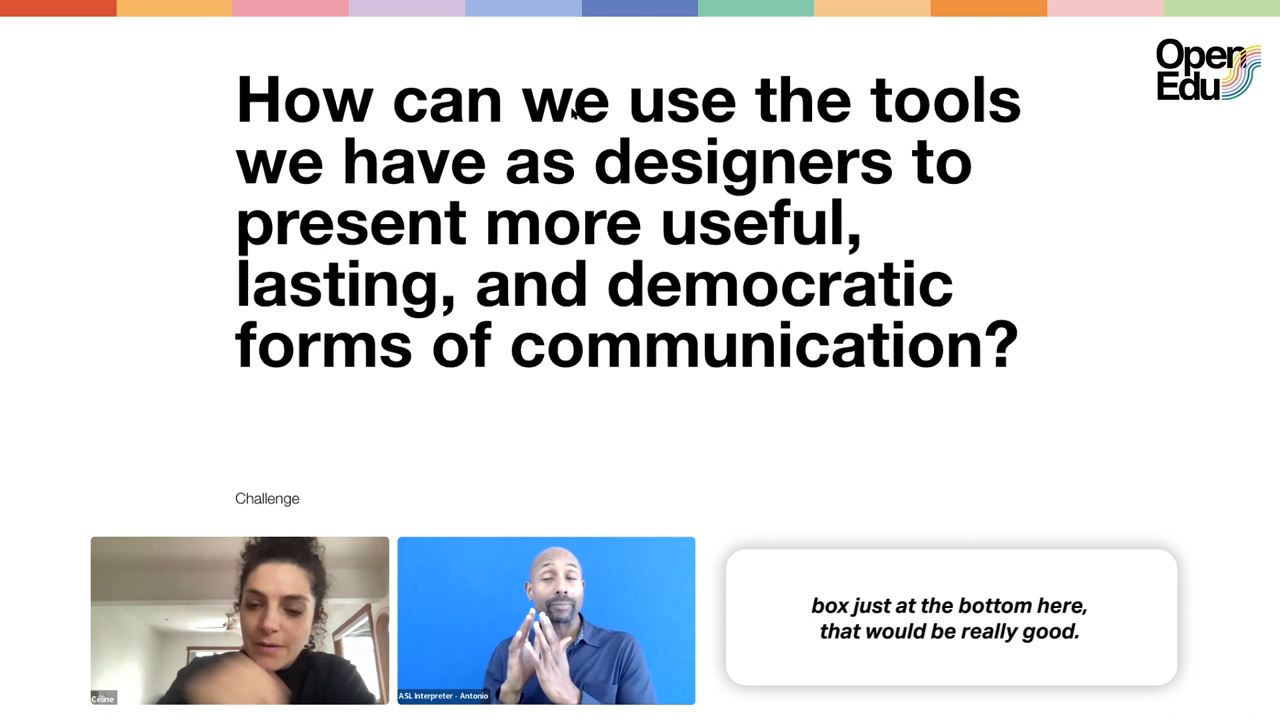 Open
Edu
How can we use the tools
we have as designers to
present more useful,
lasting, and democratic
forms of communication?
Challenge
Céline
ASL Interpreter - Antonio
box just at the bottom here,
that would be really good.